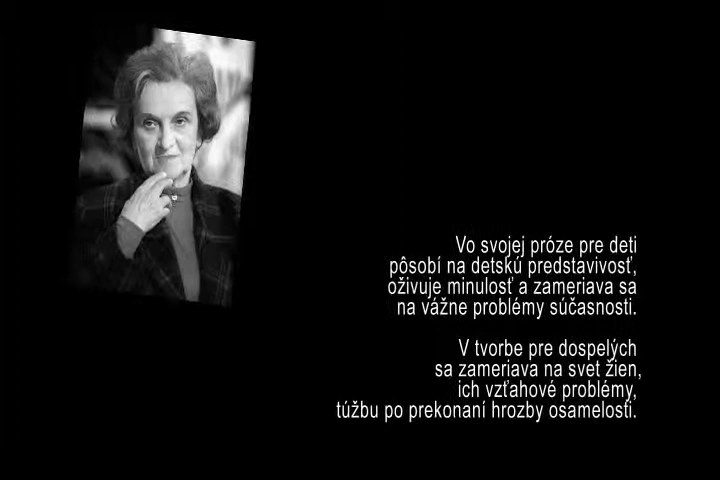 Vo svojej próze pre deti
pôsobí na detskú predstavivosť,
oživuje minulosť a zameriava sa
na vážne problémy súčasnosti.
V tvorbe pre dospelých
sa zameriava na svet žien,
ich vzťahové problémy,
túžbu po prekonaní hrozby osamelosti.